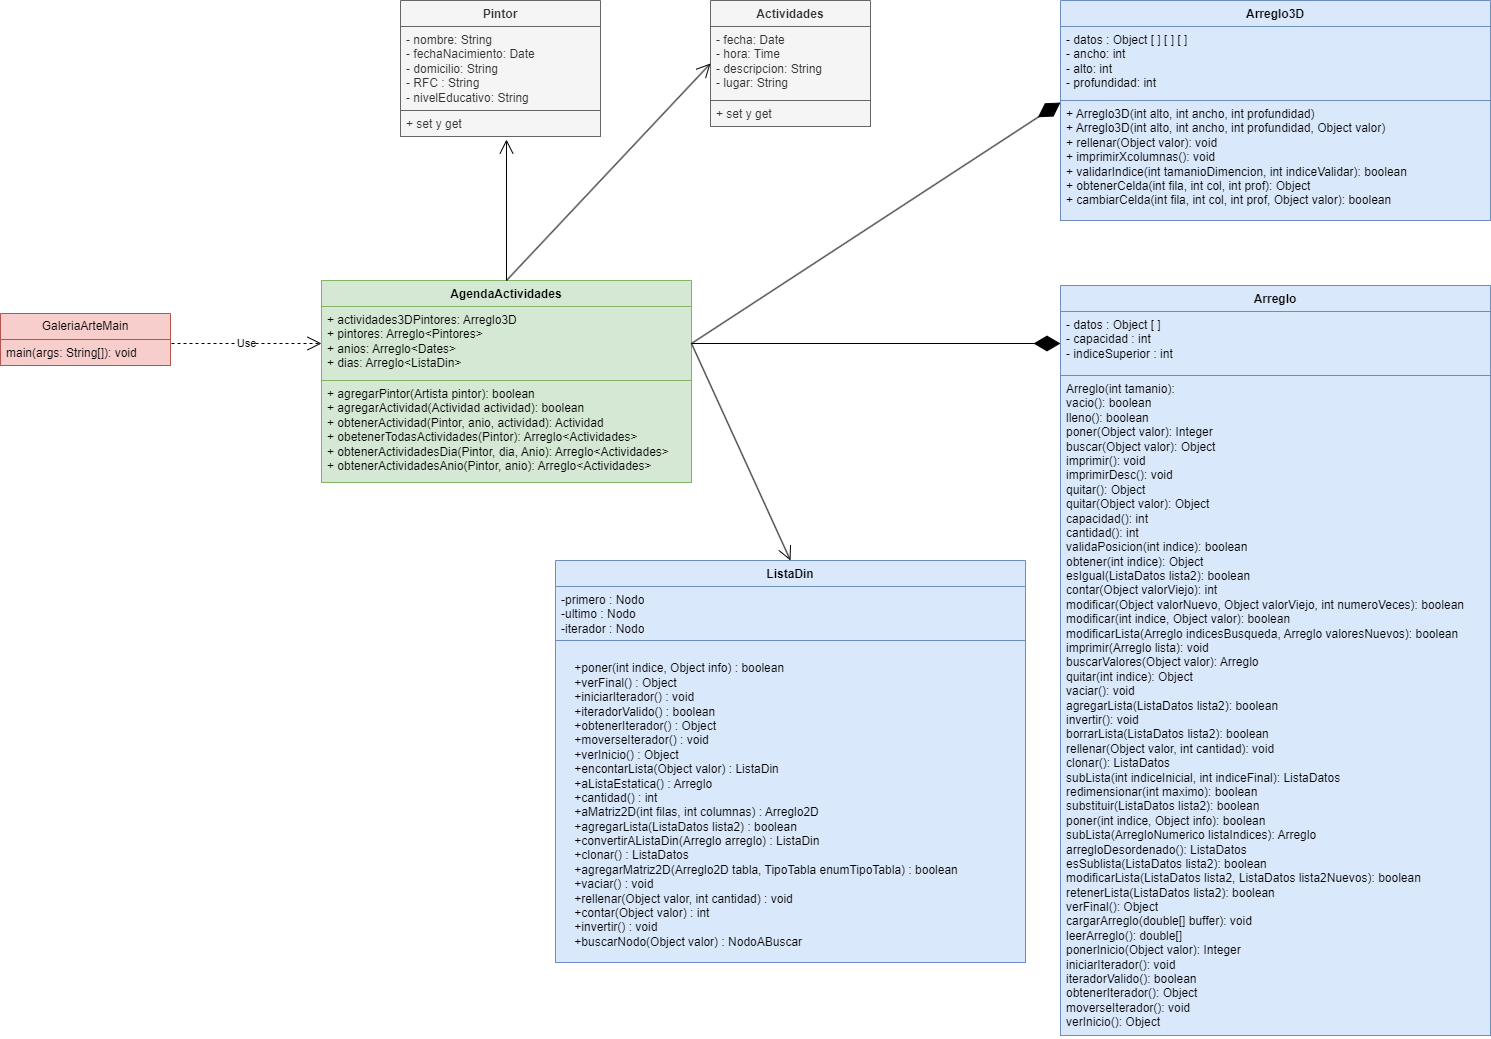 Pintor
- nombre: String
- fechaNacimiento: Date
- domicilio: String
- RFC : String
- nivelEducativo: String
+ set y get
Actividades
- fecha: Date
- hora: Time
- descripcion: String
- lugar: String
+ set y get
Arreglo3D
- datos : Object [ ] [ ] [ ]
- ancho: int
- alto: int
- profundidad: int
+ Arreglo3D(int alto, int ancho, int profundidad)
+ Arreglo3D(int alto, int ancho, int profundidad, Object valor)
+ rellenar(Object valor): void
+ imprimirXcolumnas(): void
+ validarIndice(int tamanioDimencion, int indiceValidar): boolean
+ obtenerCelda(int fila, int col, int prof): Object
+ cambiarCelda(int fila, int col, int prof, Object valor): boolean
GaleriaArteMain
main(args: String[]): void
Use
AgendaActividades
+ actividades3DPintores: Arreglo3D
+ pintores: Arreglo<Pintores>
+ anios: Arreglo<Dates>
+ dias: Arreglo<ListaDin>
+ agregarPintor(Artista pintor): boolean
+ agregarActividad(Actividad actividad): boolean
+ obtenerActividad(Pintor, anio, actividad): Actividad
+ obetenerTodasActividades(Pintor): Arreglo<Actividades>
+ obtenerActividadesDia(Pintor, dia, Anio): Arreglo<Actividades>
+ obtenerActividadesAnio(Pintor, anio): Arreglo<Actividades>
Arreglo
- datos : Object [ ]
- capacidad : int
- indiceSuperior : int
Arreglo(int tamanio):
vacio(): boolean
lleno(): boolean
poner(Object valor): Integer
buscar(Object valor): Object
imprimir(): void
imprimirDesc(): void
quitar(): Object
quitar(Object valor): Object
capacidad(): int
cantidad(): int
validaPosicion(int indice): boolean
obtener(int indice): Object
esIgual(ListaDatos lista2): boolean
contar(Object valorViejo): int
modificar(Object valorNuevo, Object valorViejo, int numeroVeces): boolean
modificar(int indice, Object valor): boolean
modificarLista(Arreglo indicesBusqueda, Arreglo valoresNuevos): boolean
imprimir(Arreglo lista): void
buscarValores(Object valor): Arreglo
quitar(int indice): Object
vaciar(): void
agregarLista(ListaDatos lista2): boolean
invertir(): void
borrarLista(ListaDatos lista2): boolean
rellenar(Object valor, int cantidad): void
clonar(): ListaDatos
subLista(int indiceInicial, int indiceFinal): ListaDatos
redimensionar(int maximo): boolean
substituir(ListaDatos lista2): boolean
poner(int indice, Object info): boolean
subLista(ArregloNumerico listaIndices): Arreglo
arregloDesordenado(): ListaDatos
esSublista(ListaDatos lista2): boolean
modificarLista(ListaDatos lista2, ListaDatos lista2Nuevos): boolean
retenerLista(ListaDatos lista2): boolean
verFinal(): Object
cargarArreglo(double[] buffer): void
leerArreglo(): double[]
ponerInicio(Object valor): Integer
iniciarIterador(): void
iteradorValido(): boolean
obtenerIterador(): Object
moverseIterador(): void
verInicio(): Object
ListaDin
-primero : Nodo
-ultimo : Nodo
-iterador : Nodo
+poner(int indice, Object info) : boolean
+verFinal() : Object
+iniciarIterador() : void
+iteradorValido() : boolean
+obtenerIterador() : Object
+moverseIterador() : void
+verInicio() : Object
+encontarLista(Object valor) : ListaDin
+aListaEstatica() : Arreglo
+cantidad() : int
+aMatriz2D(int filas, int columnas) : Arreglo2D
+agregarLista(ListaDatos lista2) : boolean
+convertirAListaDin(Arreglo arreglo) : ListaDin
+clonar() : ListaDatos
+agregarMatriz2D(Arreglo2D tabla, TipoTabla enumTipoTabla) : boolean
+vaciar() : void
+rellenar(Object valor, int cantidad) : void
+contar(Object valor) : int
+invertir() : void
+buscarNodo(Object valor) : NodoABuscar